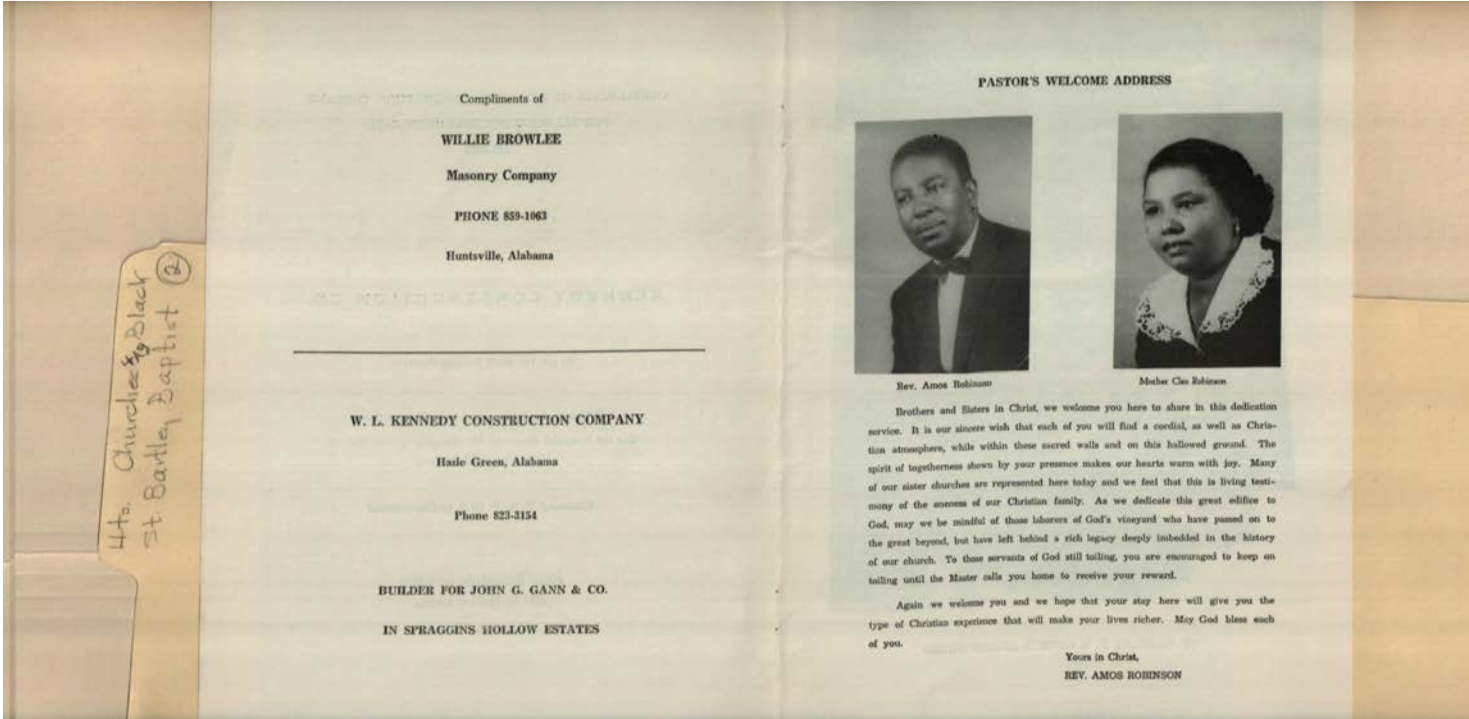 4to. Churches, Black
St. Bartley Baptist 2
Compliments of
WILLIE BROWLEE
Masonry Company
PHONE 859-1063
Huntsville, Alabama
W. L. KENNEDY CONSTRUCTION COMPANY
Hazle Green, Alabama
Phone 823-3154
BUILDER FOR JOHN G. GANN & CO.
IN SPRAGGINS HOLLOW ESTATES
PASTOR'S WELCOME ADDRESS
Rev. Amos Robinson
Mother Cleo Robinson
Brothers and Sisters in Christ, we welcome you here to share in this dedication
service. It is our sincere wish that each of you will find a cordial, as well as Chris-
tion atmosphere, while within these sacred walls and on this hallowed ground. The
spirit of togetherness shown by your presence makes our hearts warm with joy. Many
of our sister churches are represented here today and we feel that this is living testi-
mony of the oneness of our Christian family. As we dedicate this great edifice to
God, may we be mindful of those laborers of God's vineyard who have passed on to
the great beyond, but have left behind a rich legacy deeply imbedded in the history
of our church. To those servants of God still toiling, you are encouraged to keep on
toiling until the Master calls you home to receive your reward.
Again we welcome you and we hope that your stay here will give you the
type of Christian experience that will make your lives richer. May God bless each
of you.
Yours in Christ,
REV. AMOS ROBINSON